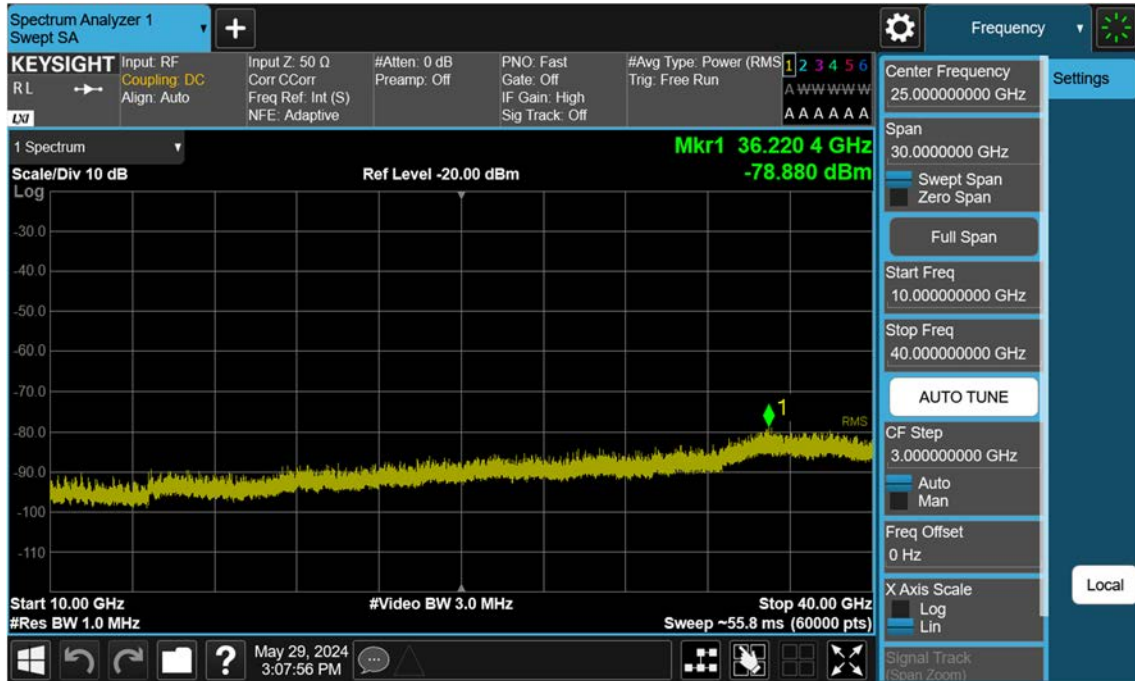 Spectrum Analyzer 1
Swept SA
+
Frequency
KEYSIGHT
R L
LXI
Input: RF
Coupling: DC
Align: Auto
Input Z: 50 Ω
Corr CCorr
Freq Ref: Int (S)
NFE: Adaptive
#Atten: 0 dB
Preamp: Off
PNO: Fast
Gate: Off
IF Gain: High
Sig Track: Off
#Avg Type: Power (RMS
Trig: Free Run
1 2 3 4 5 6
A W W W W W
A A A A A A
1 Spectrum
Mkr1 36.220 4 GHz
-78.880 dBm
Scale/Div 10 dB
Ref Level -20.00 dBm
Log
-30.0
-40.0
-50.0
-60.0
-70.0
-80.0
-90.0
-100
-110
1
RMS
Start 10.00 GHz
#Res BW 1.0 MHz
#Video BW 3.0 MHz
Stop 40.00 GHz
Sweep ~55.8 ms (60000 pts)
Center Frequency
25.000000000 GHz
Span
30.0000000 GHz
Swept Span
Zero Span
Full Span
Start Freq
10.000000000 GHz
Stop Freq
40.000000000 GHz
AUTO TUNE
CF Step
3.000000000 GHz
Auto
Man
Freq Offset
0 Hz
X Axis Scale
Log
Lin
Signal Track
(Span Zoom)
Settings
Local
?
May 29, 2024
3:07:56 PM